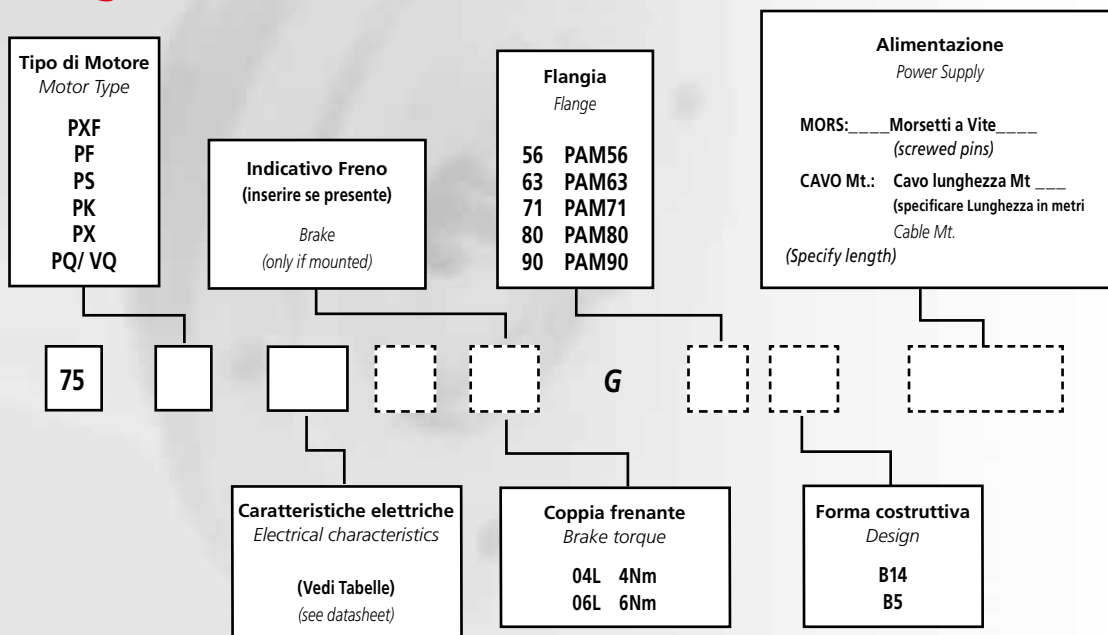 Tipo di Motore
Motor Type
PXF
PF
PS
PK
PX
PQ/ VQ
Indicativo Freno
(inserire se presente)
Brake
(only if mounted)
Flangia
Flange
56 PAM56
63 PAM63
71 PAM71
80 PAM80
90 PAM90
Alimentazione
Power Supply
MORS:____Morsetti a Vite____
(screwed pins)
CAVO Mt.: Cavo lunghezza Mt ___
(specificare Lunghezza in metri
Cable Mt.
(Specify length)
75
G
Caratteristiche elettriche
Electrical characteristics
(Vedi Tabelle)
(see datasheet)
Coppia frenante
Brake torque
04L 4Nm
06L 6Nm
Forma costruttiva
Design
B14
B5